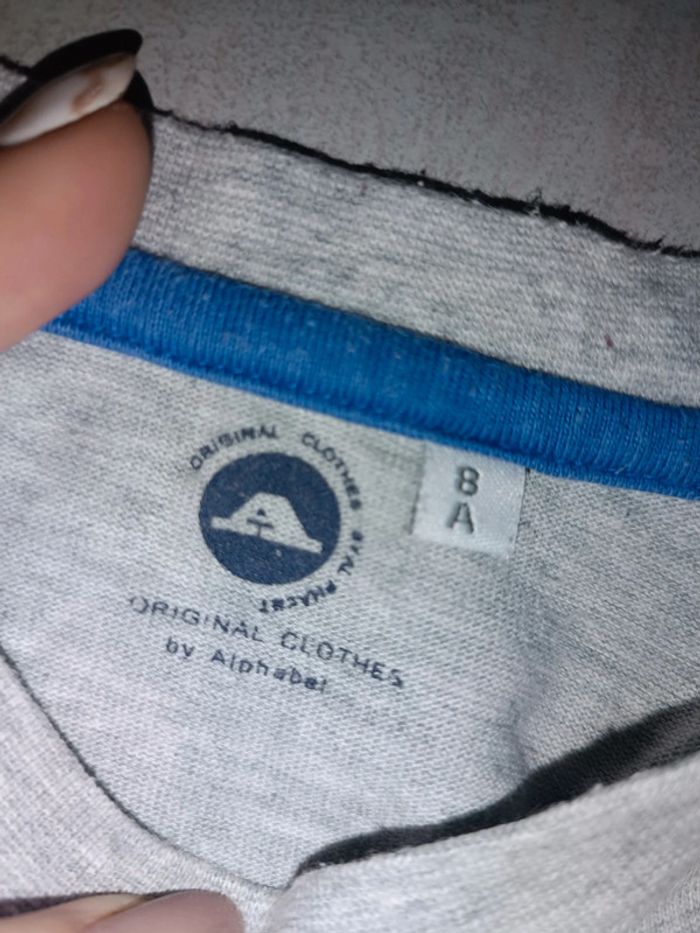 ORIGINAL CLOTHES
ORIGINAL CLOTHES
by Alphabet
8
A